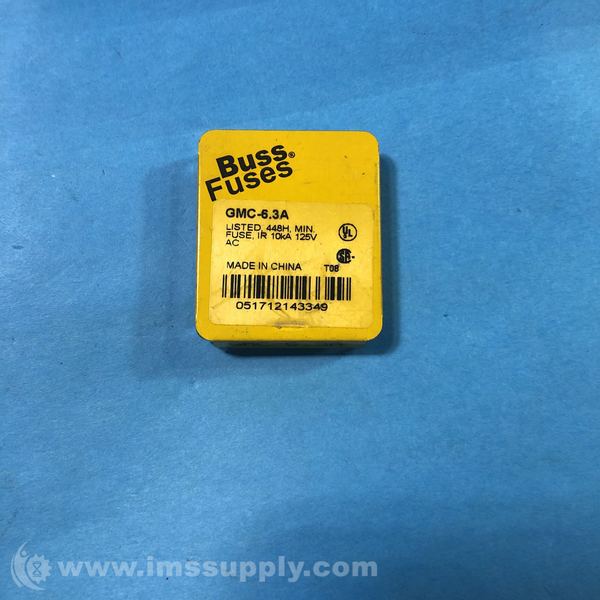 Buss®
Fuses
GMC-6.3A
LISTED, 448H, MIN.
FUSE, IR 10kA 125V
AC
UL
MADE IN CHINA T08
051712143349
www.imssupply.com